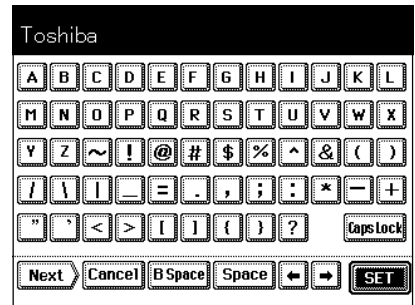 Toshiba
A B C D E F G H I J K L
M N O P Q R S T U V W X
Y Z ~ ! @ # $ % ^ & ( )
/ \ | _ = . , ; : * − +
" ' < > [ ] { } ? Caps Lock
Next Cancel B Space Space ← → SET